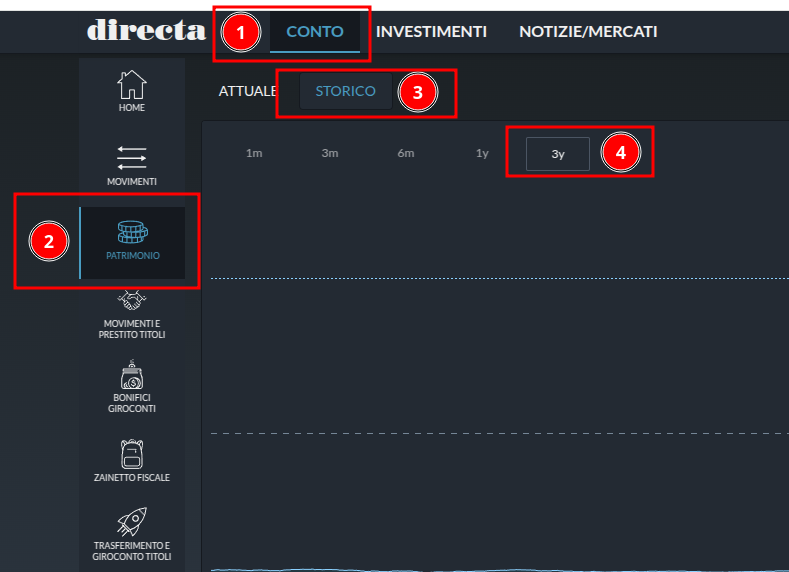 directa
1
CONTO
INVESTIMENTI
NOTIZIE/MERCATI
HOME
MOVIMENTI
2
PATRIMONIO
MOVIMENTI E
PRESTITO TITOLI
BONIFICI
GIROCONTI
ZAINETTO FISCALE
TRASFERIMENTO E
GIROCONTO TITOLI
ATTUALE
STORICO
3
1m
3m
6m
1y
3y
4